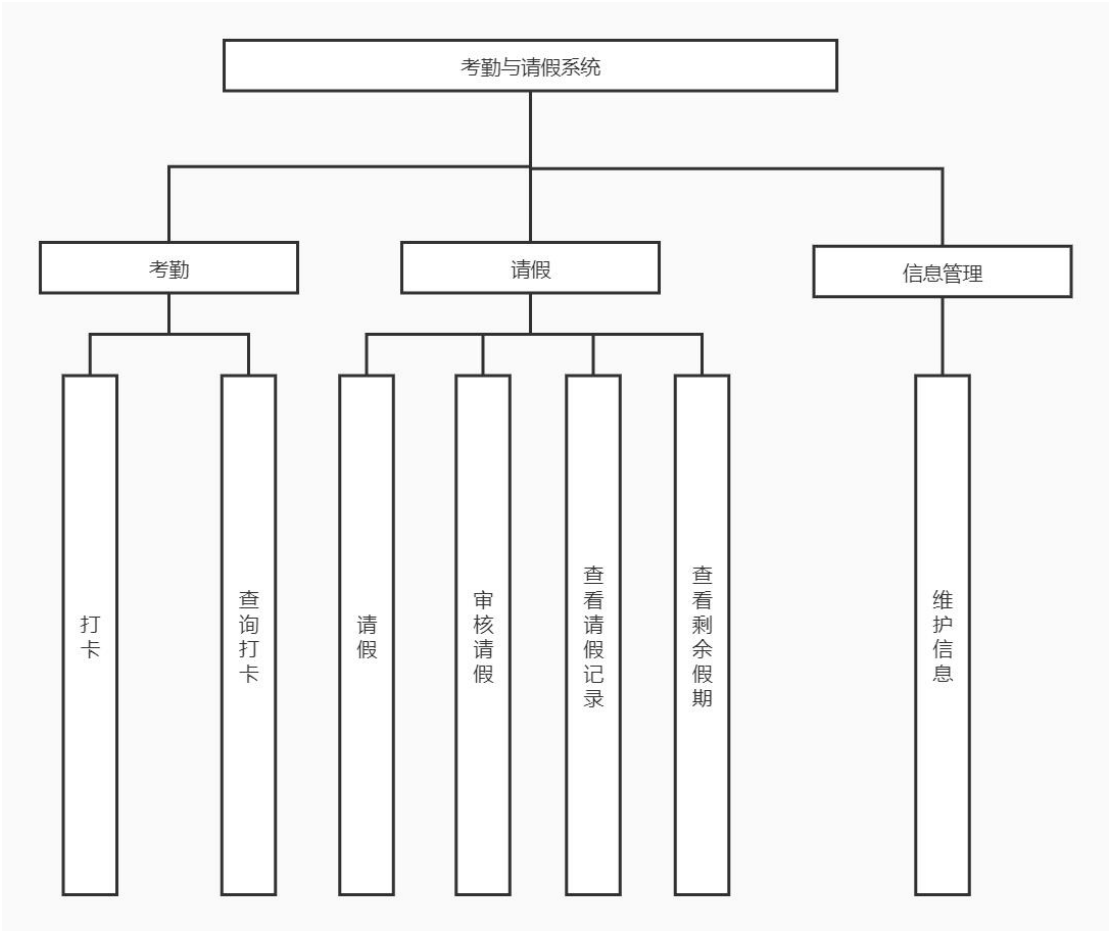 考勤与请假系统
考勤
请假
信息管理
打卡
查询打卡
请假
审核请假
查看请假记录
查看剩余假期
维护信息